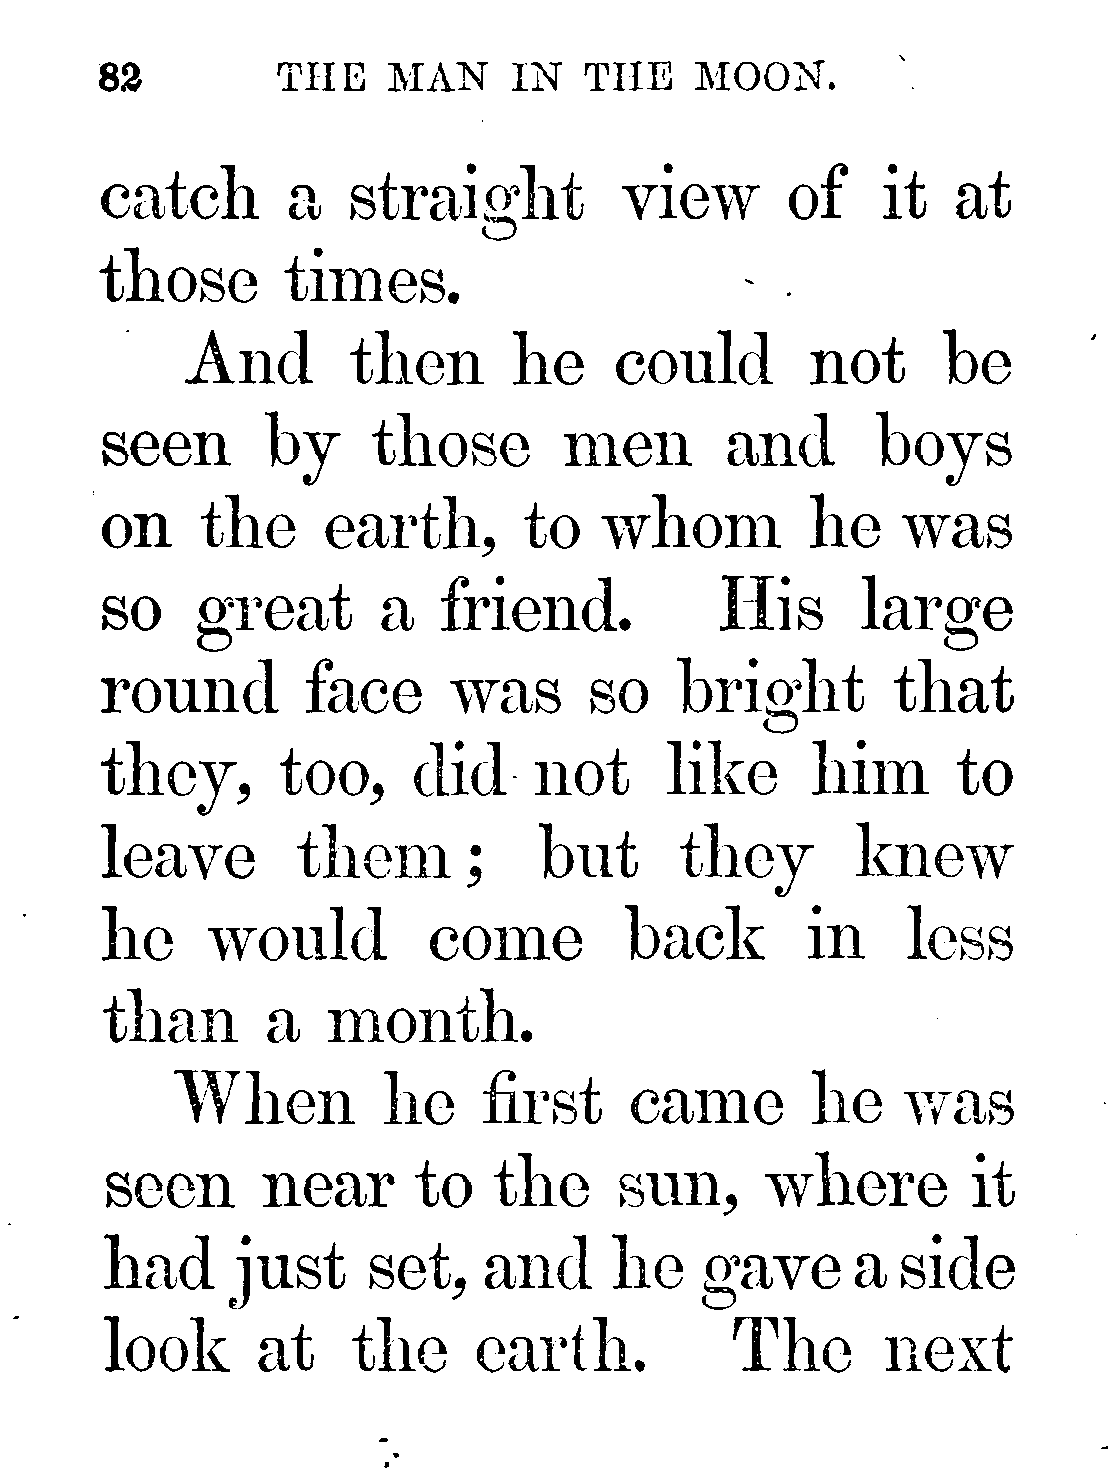 82 THE MAN IN THE MOON.
catch a straight view of it at
those times.
And then he could not be
seen by those men and boys
on the earth, to whom he was
so great a friend. His large
round face was so bright that
they, too, did not like him to
leave them; but they knew
he would come back in less
than a month.
When he first came he was
seen near to the sun, where it
had just set, and he gave a side
look at the earth. The next